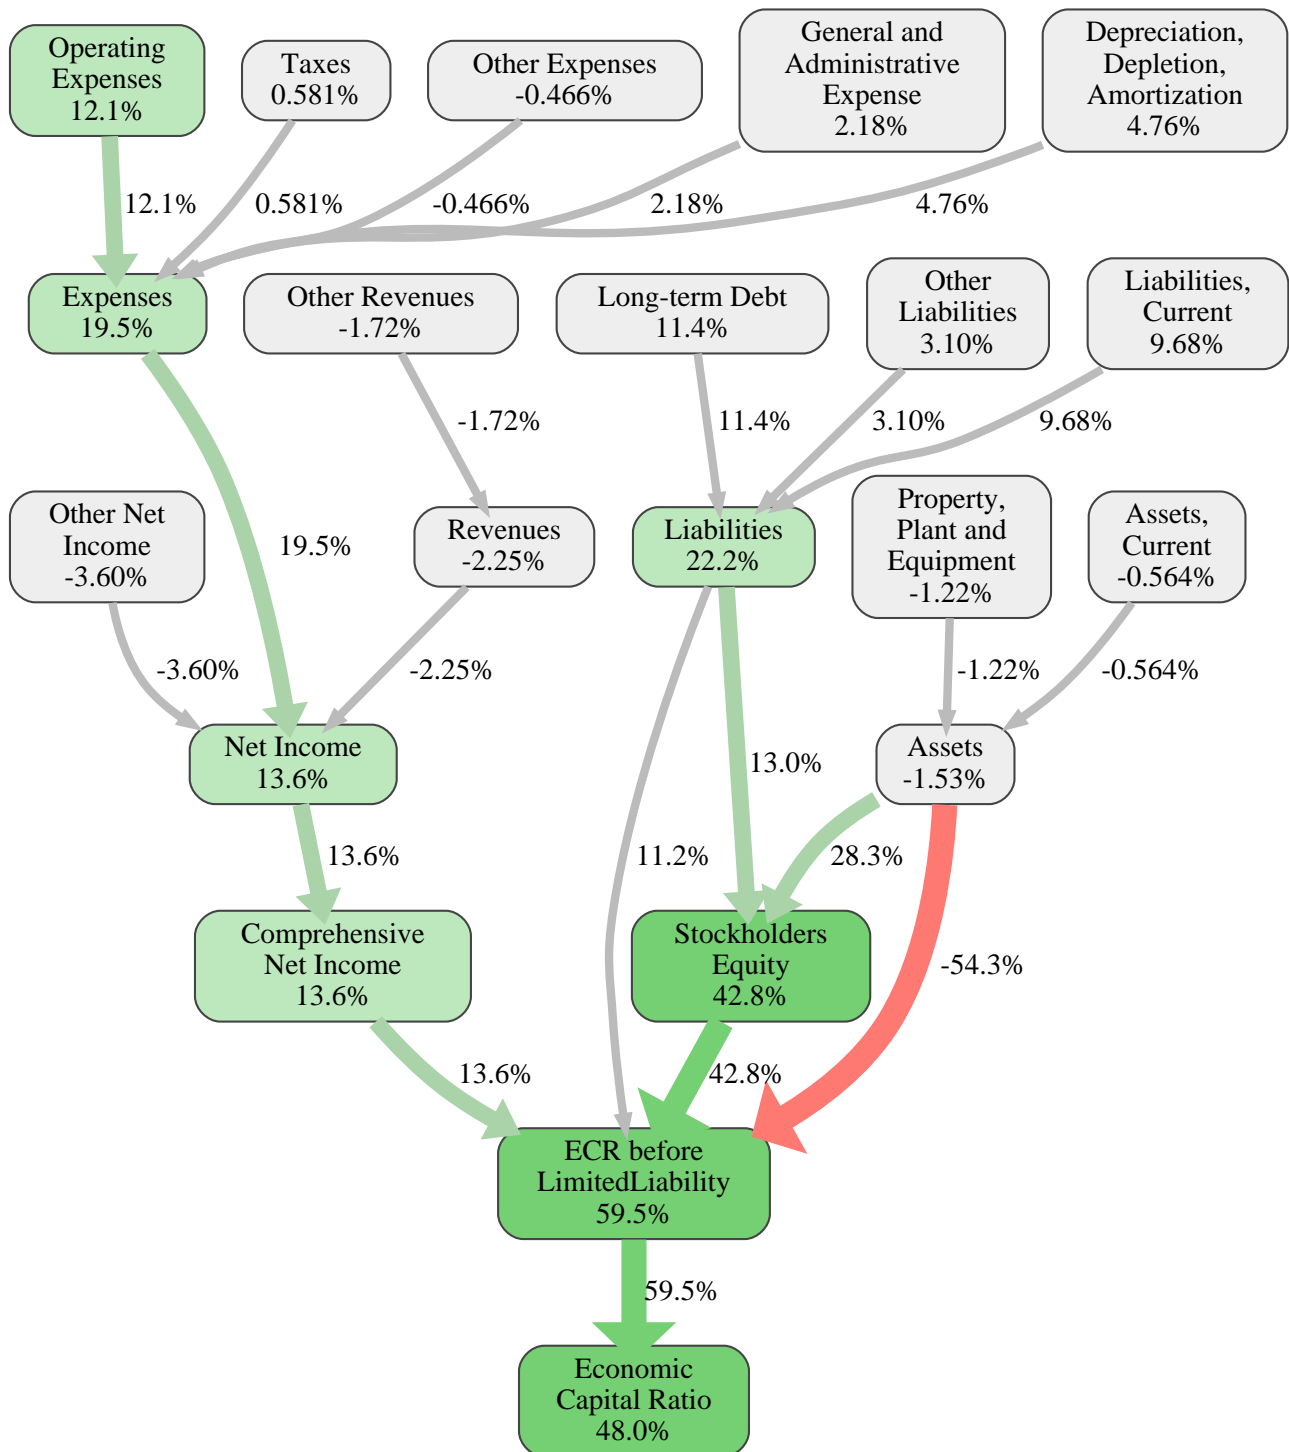 Operating
Expenses
12.1%
Taxes
0.581%
Other Expenses
-0.466%
General and
Administrative
Expense
2.18%
Depreciation,
Depletion,
Amortization
4.76%
12.1%
0.581%
-0.466%
2.18%
4.76%
Expenses
19.5%
Other Revenues
-1.72%
Long-term Debt
11.4%
Other
Liabilities
3.10%
Liabilities,
Current
9.68%
-1.72%
11.4%
3.10%
9.68%
Other Net
Income
-3.60%
19.5%
Revenues
-2.25%
Liabilities
22.2%
Property,
Plant and
Equipment
-1.22%
Assets,
Current
-0.564%
-3.60%
-2.25%
-1.22%
-0.564%
Net Income
13.6%
13.0%
Assets
-1.53%
13.6%
11.2%
28.3%
Comprehensive
Net Income
13.6%
Stockholders
Equity
42.8%
-54.3%
13.6%
42.8%
ECR before
LimitedLiability
59.5%
59.5%
Economic
Capital Ratio
48.0%